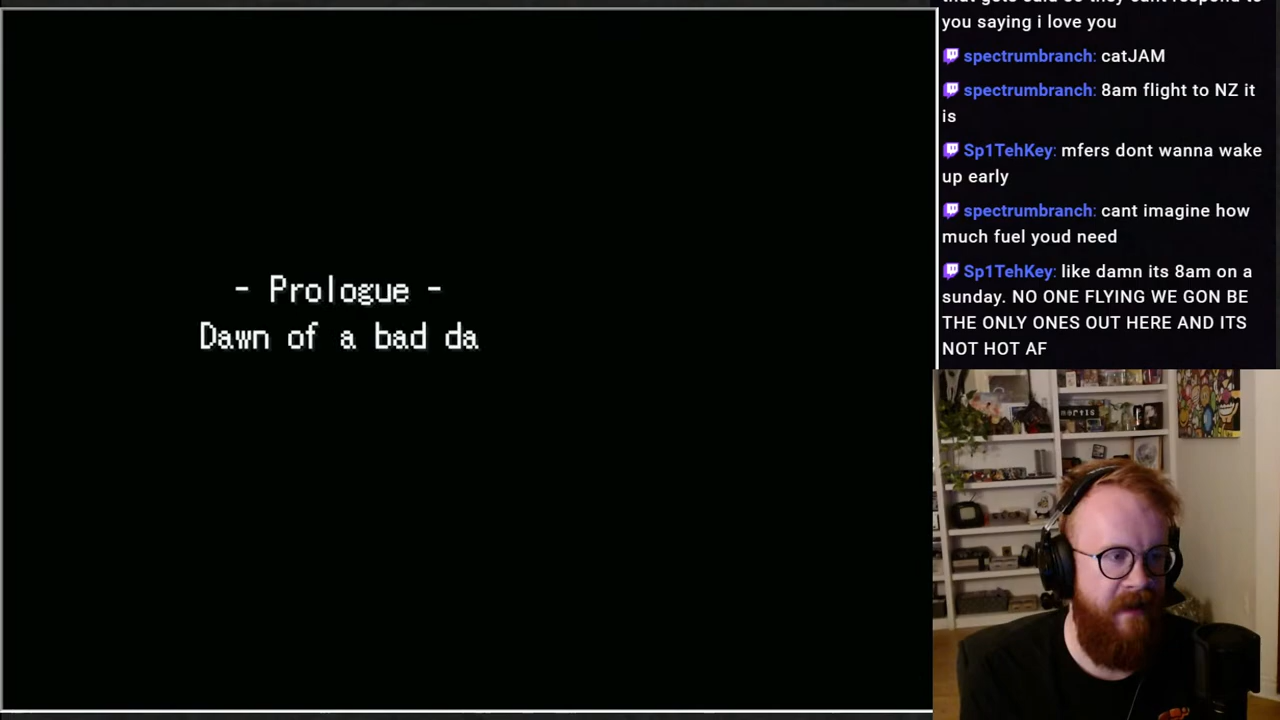 that gets said so they cant respond to
you saying i love you
spectrumbranch: catJAM
spectrumbranch: 8am flight to NZ it
is
Sp1TehKey: mfers dont wanna wake
up early
spectrumbranch: cant imagine how
much fuel youd need
Sp1TehKey: like damn its 8am on a
sunday. NO ONE FLYING WE GON BE
THE ONLY ONES OUT HERE AND ITS
NOT HOT AF
- Prologue -
Dawn of a bad da
mortis